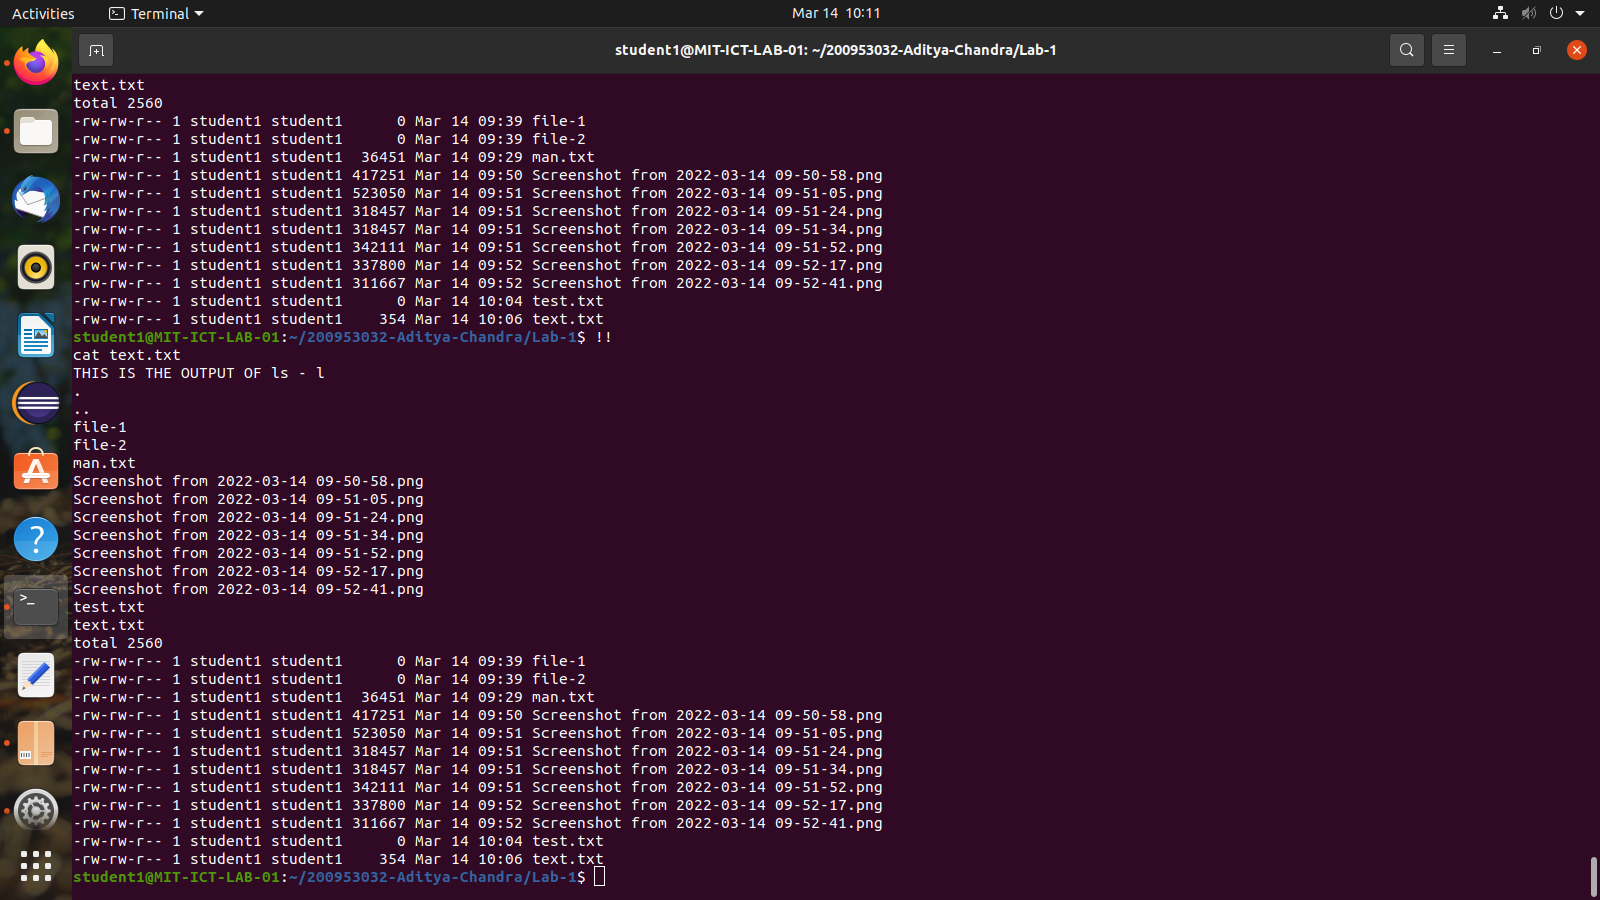 Activities
Terminal
Mar 14 10:11
student1@MIT-ICT-LAB-01: ~/200953032-Aditya-Chandra/Lab-1
text.txt
total 2560
-rw-rw-r-- 1 student1 student1      0 Mar 14 09:39 file-1
-rw-rw-r-- 1 student1 student1      0 Mar 14 09:39 file-2
-rw-rw-r-- 1 student1 student1  36451 Mar 14 09:29 man.txt
-rw-rw-r-- 1 student1 student1 417251 Mar 14 09:50 Screenshot from 2022-03-14 09-50-58.png
-rw-rw-r-- 1 student1 student1 523050 Mar 14 09:51 Screenshot from 2022-03-14 09-51-05.png
-rw-rw-r-- 1 student1 student1 318457 Mar 14 09:51 Screenshot from 2022-03-14 09-51-24.png
-rw-rw-r-- 1 student1 student1 318457 Mar 14 09:51 Screenshot from 2022-03-14 09-51-34.png
-rw-rw-r-- 1 student1 student1 342111 Mar 14 09:51 Screenshot from 2022-03-14 09-51-52.png
-rw-rw-r-- 1 student1 student1 337800 Mar 14 09:52 Screenshot from 2022-03-14 09-52-17.png
-rw-rw-r-- 1 student1 student1 311667 Mar 14 09:52 Screenshot from 2022-03-14 09-52-41.png
-rw-rw-r-- 1 student1 student1      0 Mar 14 10:04 test.txt
-rw-rw-r-- 1 student1 student1    354 Mar 14 10:06 text.txt
student1@MIT-ICT-LAB-01:~/200953032-Aditya-Chandra/Lab-1$ !!
cat text.txt
THIS IS THE OUTPUT OF ls - l
.
..
file-1
file-2
man.txt
Screenshot from 2022-03-14 09-50-58.png
Screenshot from 2022-03-14 09-51-05.png
Screenshot from 2022-03-14 09-51-24.png
Screenshot from 2022-03-14 09-51-34.png
Screenshot from 2022-03-14 09-51-52.png
Screenshot from 2022-03-14 09-52-17.png
Screenshot from 2022-03-14 09-52-41.png
test.txt
text.txt
total 2560
-rw-rw-r-- 1 student1 student1      0 Mar 14 09:39 file-1
-rw-rw-r-- 1 student1 student1      0 Mar 14 09:39 file-2
-rw-rw-r-- 1 student1 student1  36451 Mar 14 09:29 man.txt
-rw-rw-r-- 1 student1 student1 417251 Mar 14 09:50 Screenshot from 2022-03-14 09-50-58.png
-rw-rw-r-- 1 student1 student1 523050 Mar 14 09:51 Screenshot from 2022-03-14 09-51-05.png
-rw-rw-r-- 1 student1 student1 318457 Mar 14 09:51 Screenshot from 2022-03-14 09-51-24.png
-rw-rw-r-- 1 student1 student1 318457 Mar 14 09:51 Screenshot from 2022-03-14 09-51-34.png
-rw-rw-r-- 1 student1 student1 342111 Mar 14 09:51 Screenshot from 2022-03-14 09-51-52.png
-rw-rw-r-- 1 student1 student1 337800 Mar 14 09:52 Screenshot from 2022-03-14 09-52-17.png
-rw-rw-r-- 1 student1 student1 311667 Mar 14 09:52 Screenshot from 2022-03-14 09-52-41.png
-rw-rw-r-- 1 student1 student1      0 Mar 14 10:04 test.txt
-rw-rw-r-- 1 student1 student1    354 Mar 14 10:06 text.txt
student1@MIT-ICT-LAB-01:~/200953032-Aditya-Chandra/Lab-1$